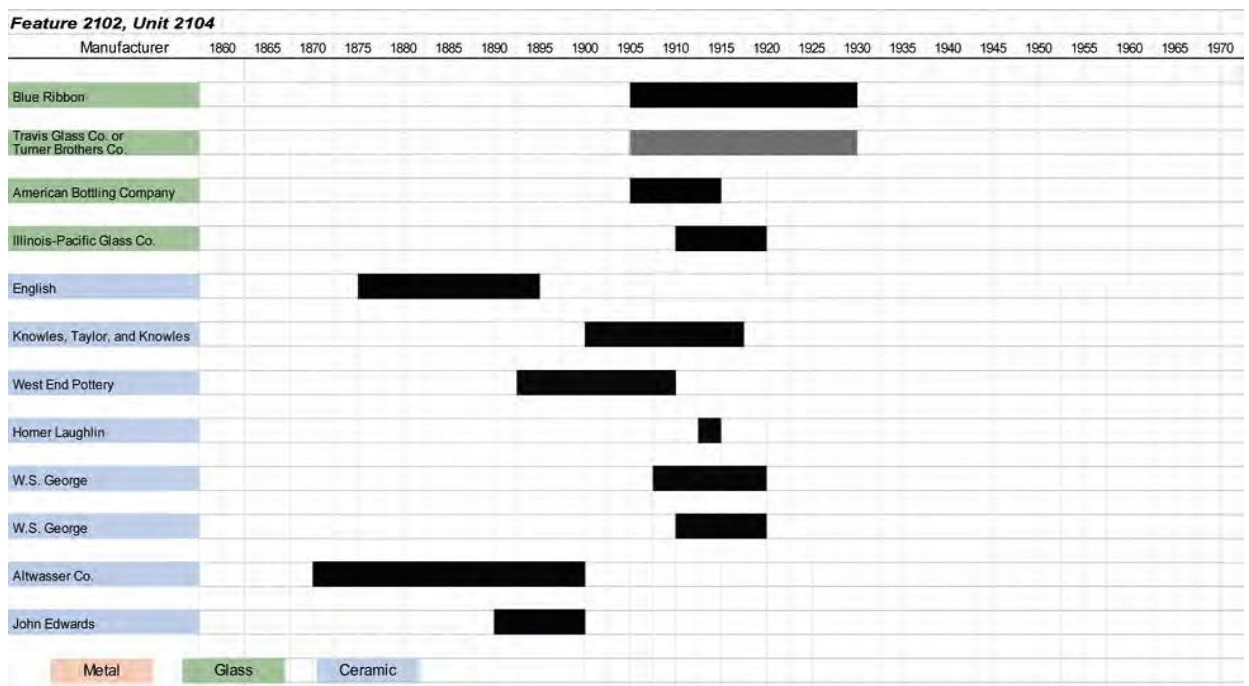 Feature 2102, Unit 2104
Manufacturer 1860 1865 1870 1875 1880 1885 1890 1895 1900 1905 1910 1915 1920 1925 1930 1935 1940 1945 1950 1955 1960 1965 1970
Blue Ribbon
Travis Glass Co. or
Turner Brothers Co.
American Bottling Company
Illinois-Pacific Glass Co.
English
Knowles, Taylor, and Knowles
West End Pottery
Homer Laughlin
W.S. George
W.S. George
Altwasser Co.
John Edwards
Metal Glass Ceramic